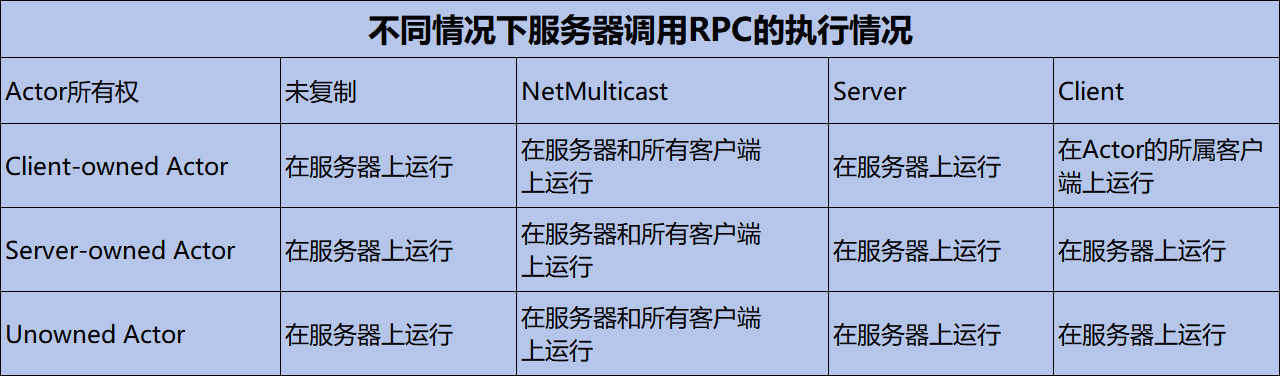 不同情况下服务器调用RPC的执行情况
Actor所有权 未复制 NetMulticast Server Client
Client-owned Actor 在服务器上运行 在服务器和所有客户端上运行 在服务器上运行 在Actor的所属客户端上运行
Server-owned Actor 在服务器上运行 在服务器和所有客户端上运行 在服务器上运行 在服务器上运行
Unowned Actor 在服务器上运行 在服务器和所有客户端上运行 在服务器上运行 在服务器上运行